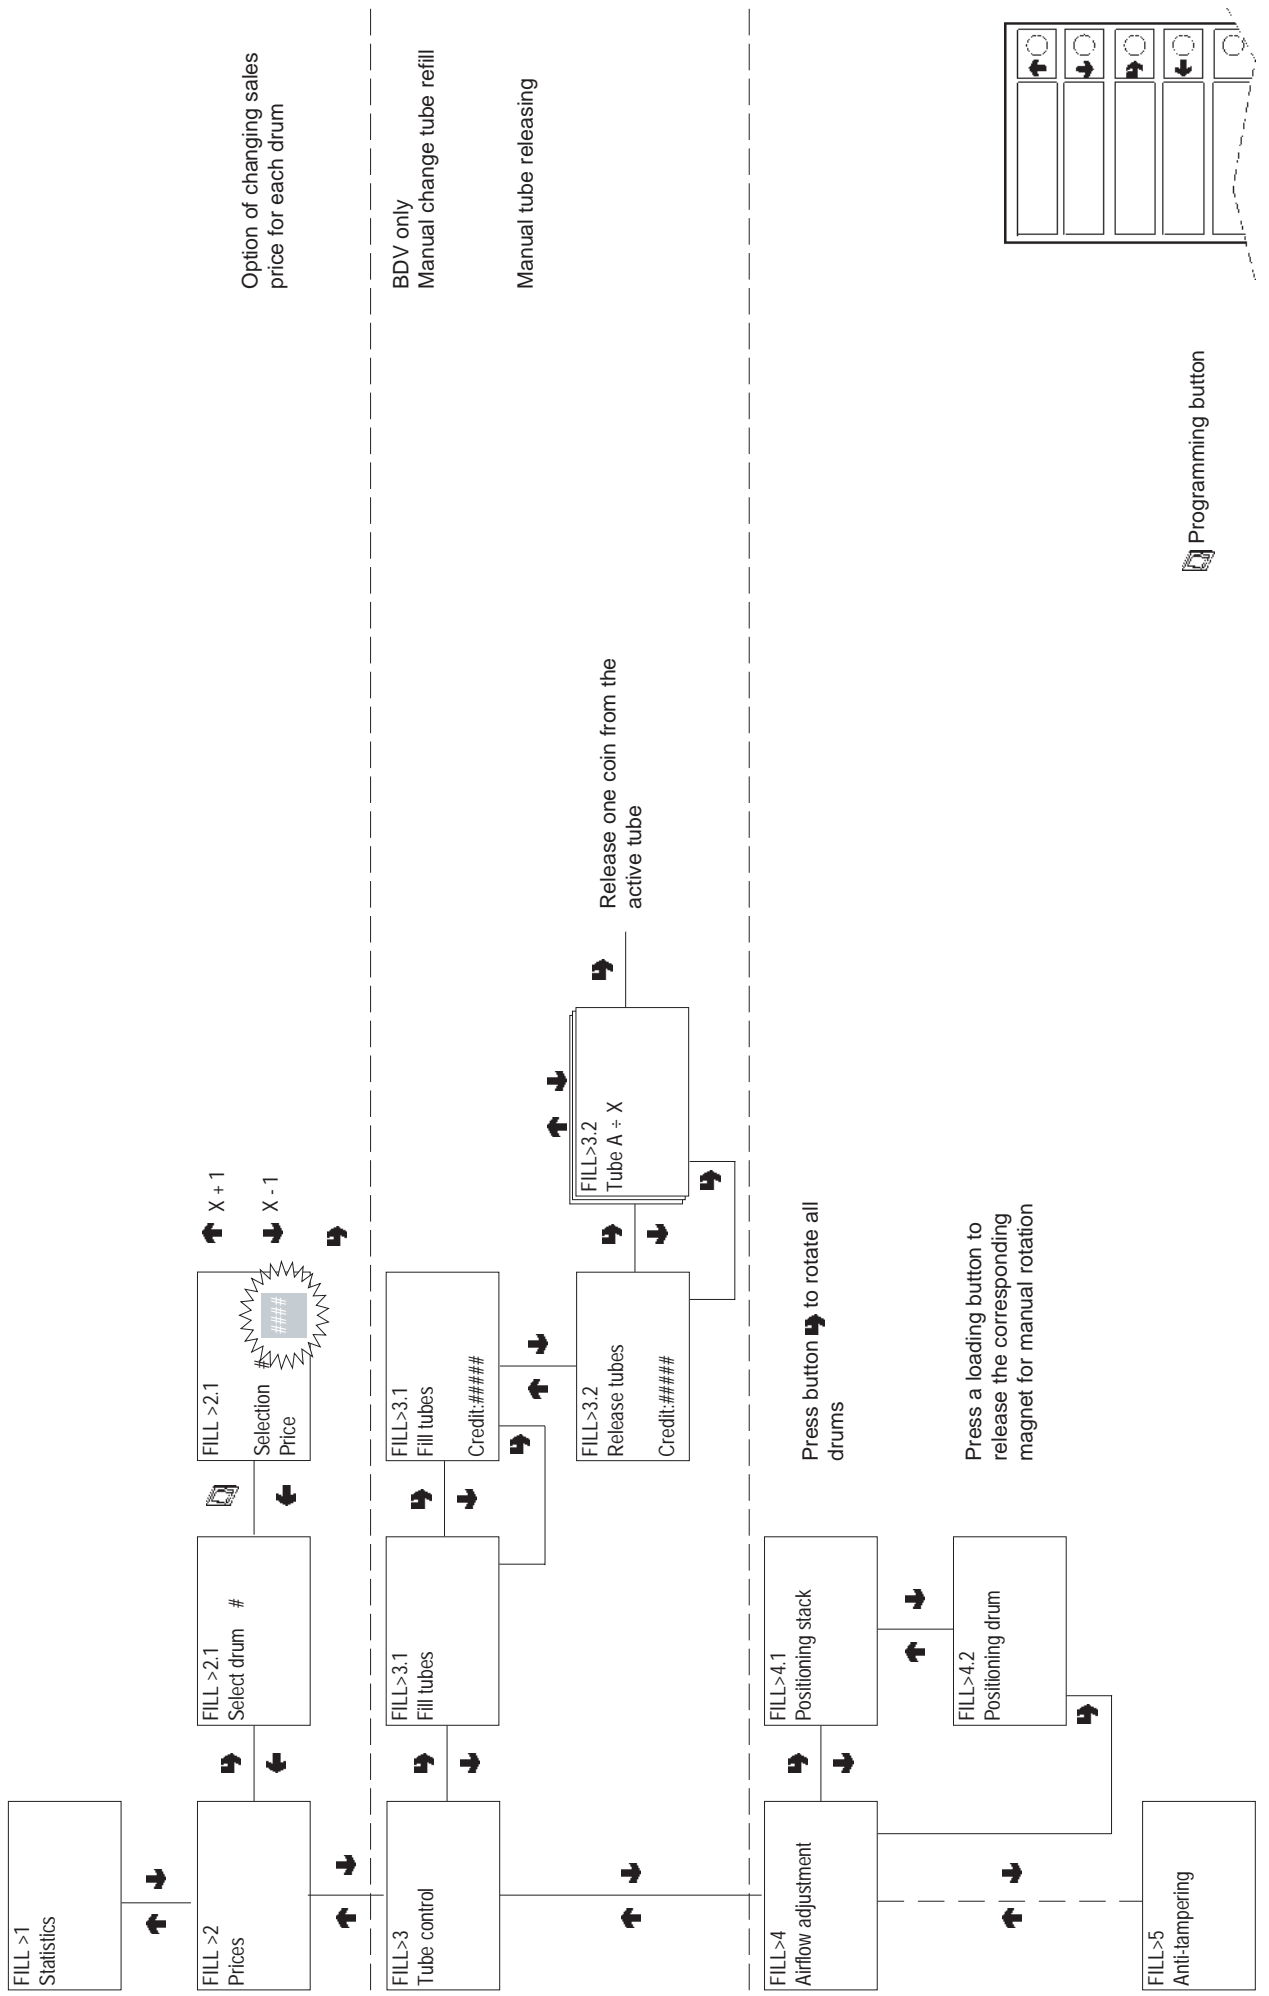 FILL >1
Statistics
FILL >2
Prices
FILL >2.1
Select drum #
FILL >2.1
Selection #
Price
####
X + 1
X - 1
Option of changing sales
price for each drum
FILL>3
Tube control
FILL>3.1
Fill tubes
FILL>3.1
Fill tubes
Credit:#####
BDV only
Manual change tube refill
FILL>3.2
Release tubes
Credit:#####
FILL>3.2
Tube A ÷ X
Release one coin from the
active tube
Manual tube releasing
FILL>4
Airflow adjustment
FILL>4.1
Positioning stack
Press button to rotate all
drums
FILL>4.2
Positioning drum
Press a loading button to
release the corresponding
magnet for manual rotation
FILL>5
Anti-tampering
Programming button